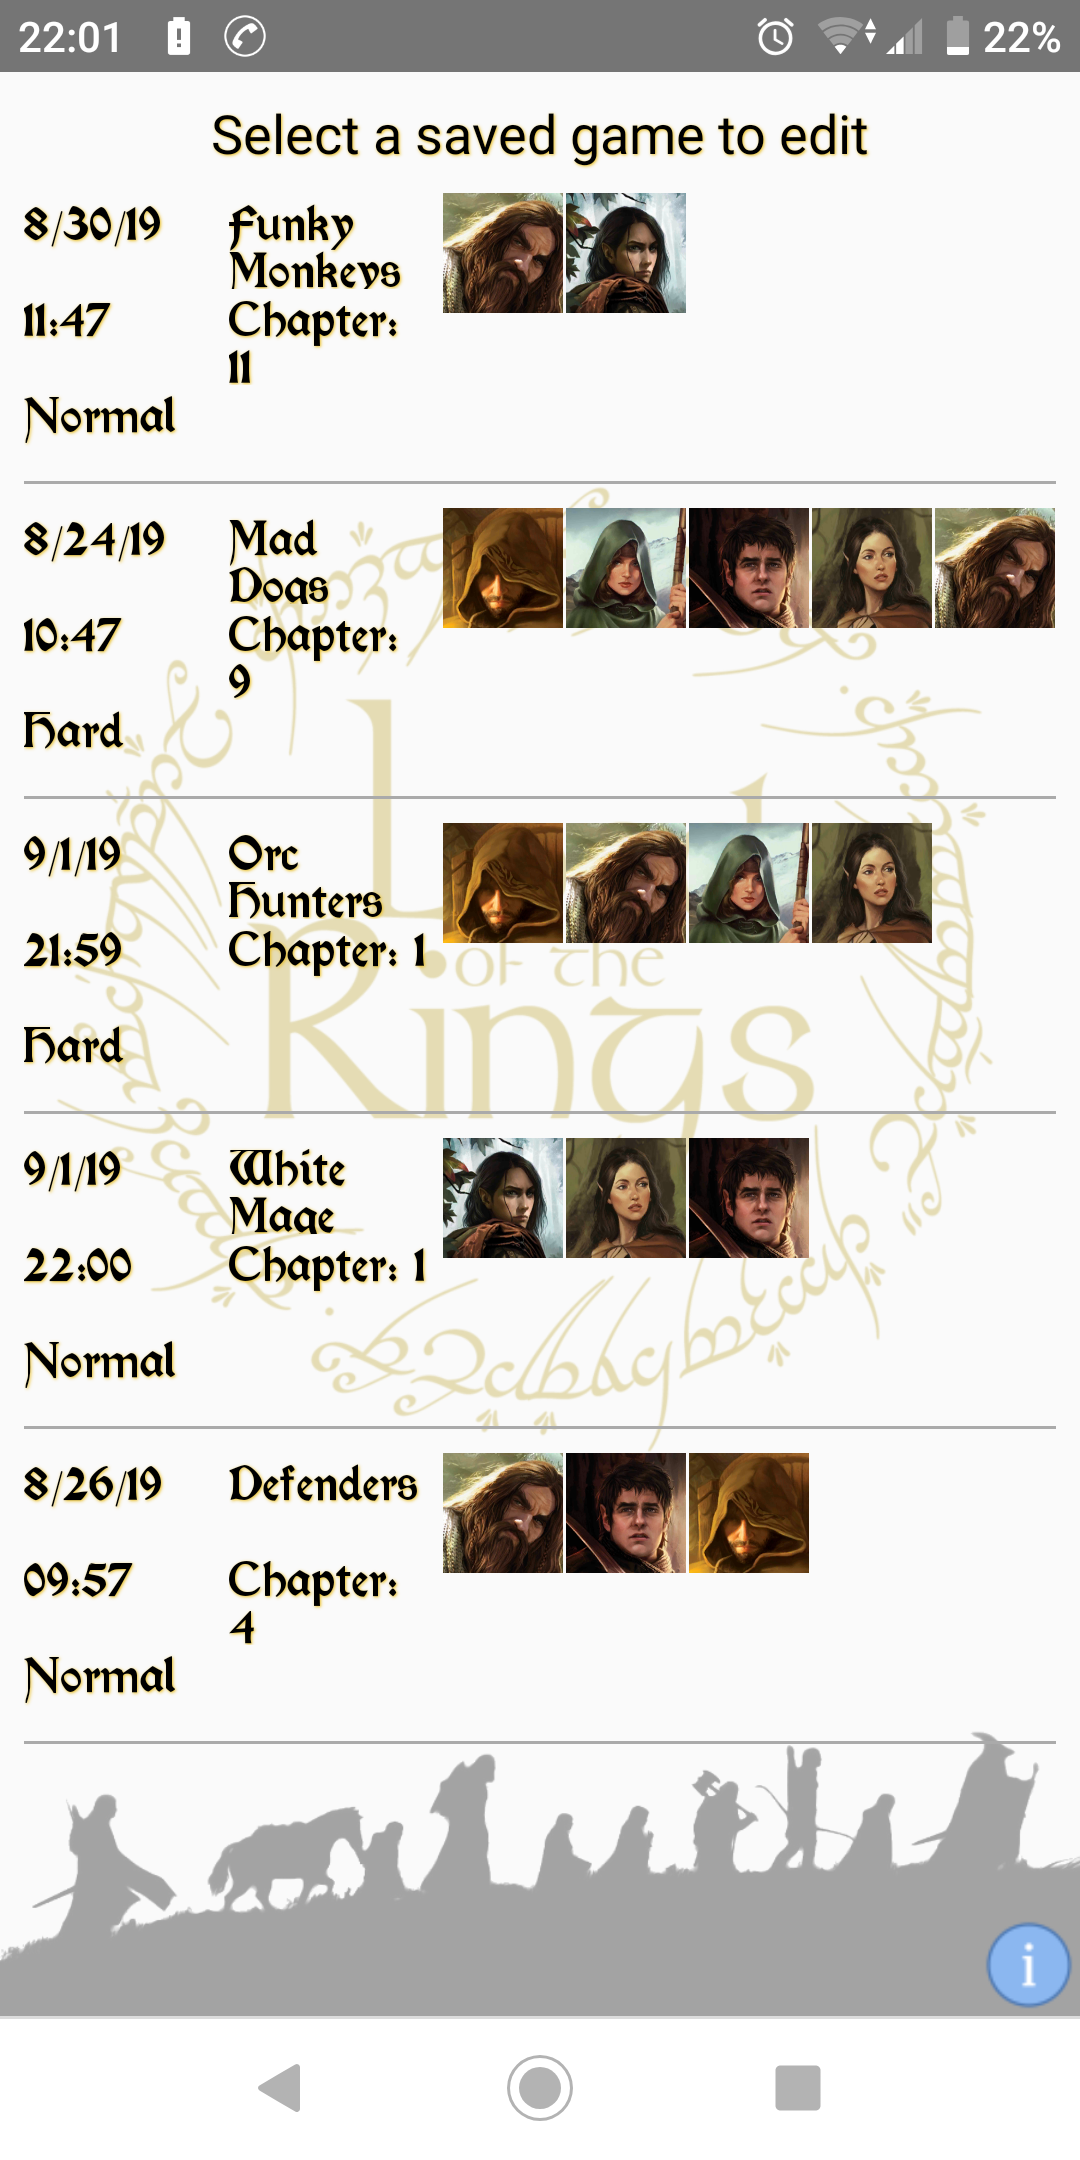 22:01
22%
Select a saved game to edit
8/30/19
Funky
Monkeys
11:47
Chapter:
11
Normal
8/24/19
Mad
Dogs
10:47
Chapter:
9
Hard
9/1/19
Orc
Hunters
21:59
Chapter: 1
Hard
9/1/19
White
Mage
22:00
Chapter: 1
Normal
8/26/19
Defenders
09:57
Chapter:
4
Normal
of the
Rings
i